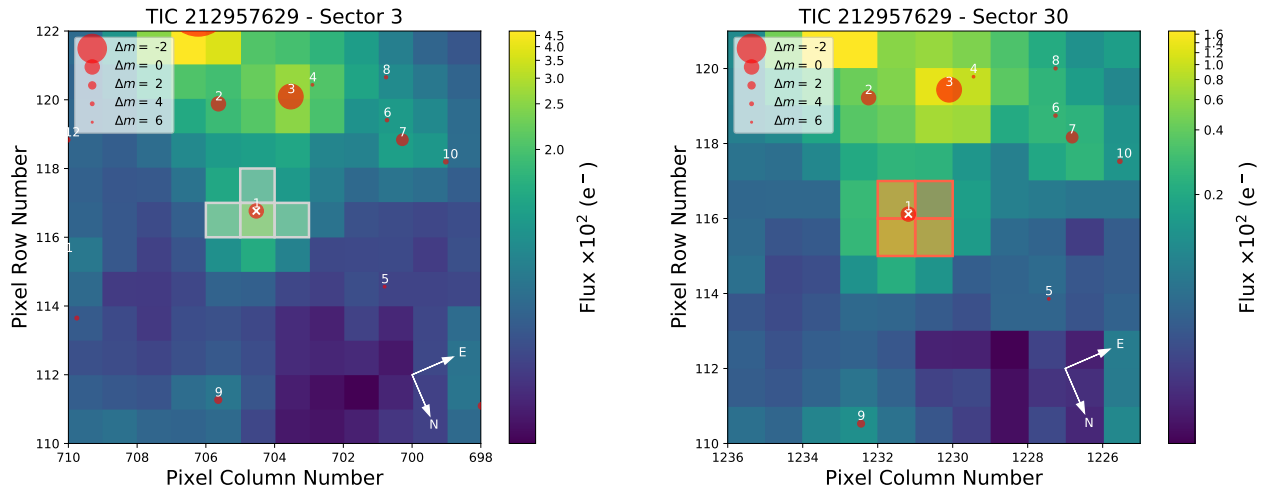 TIC 212957629 - Sector 3
Δm = -2
Δm = 0
Δm = 2
Δm = 4
Δm = 6
122
120
118
116
114
112
110
Pixel Row Number
710
708
706
704
702
700
698
Pixel Column Number
1
2
3
4
5
6
7
8
9
10
12
1
E
N
4.5
4.0
3.5
3.0
2.5
2.0
Flux ×10² (e⁻)
TIC 212957629 - Sector 30
Δm = -2
Δm = 0
Δm = 2
Δm = 4
Δm = 6
120
118
116
114
112
110
Pixel Row Number
1236
1234
1232
1230
1228
1226
Pixel Column Number
1
2
3
4
5
6
7
8
9
10
E
N
1.6
1.4
1.2
1.0
0.8
0.6
0.4
0.2
Flux ×10² (e⁻)